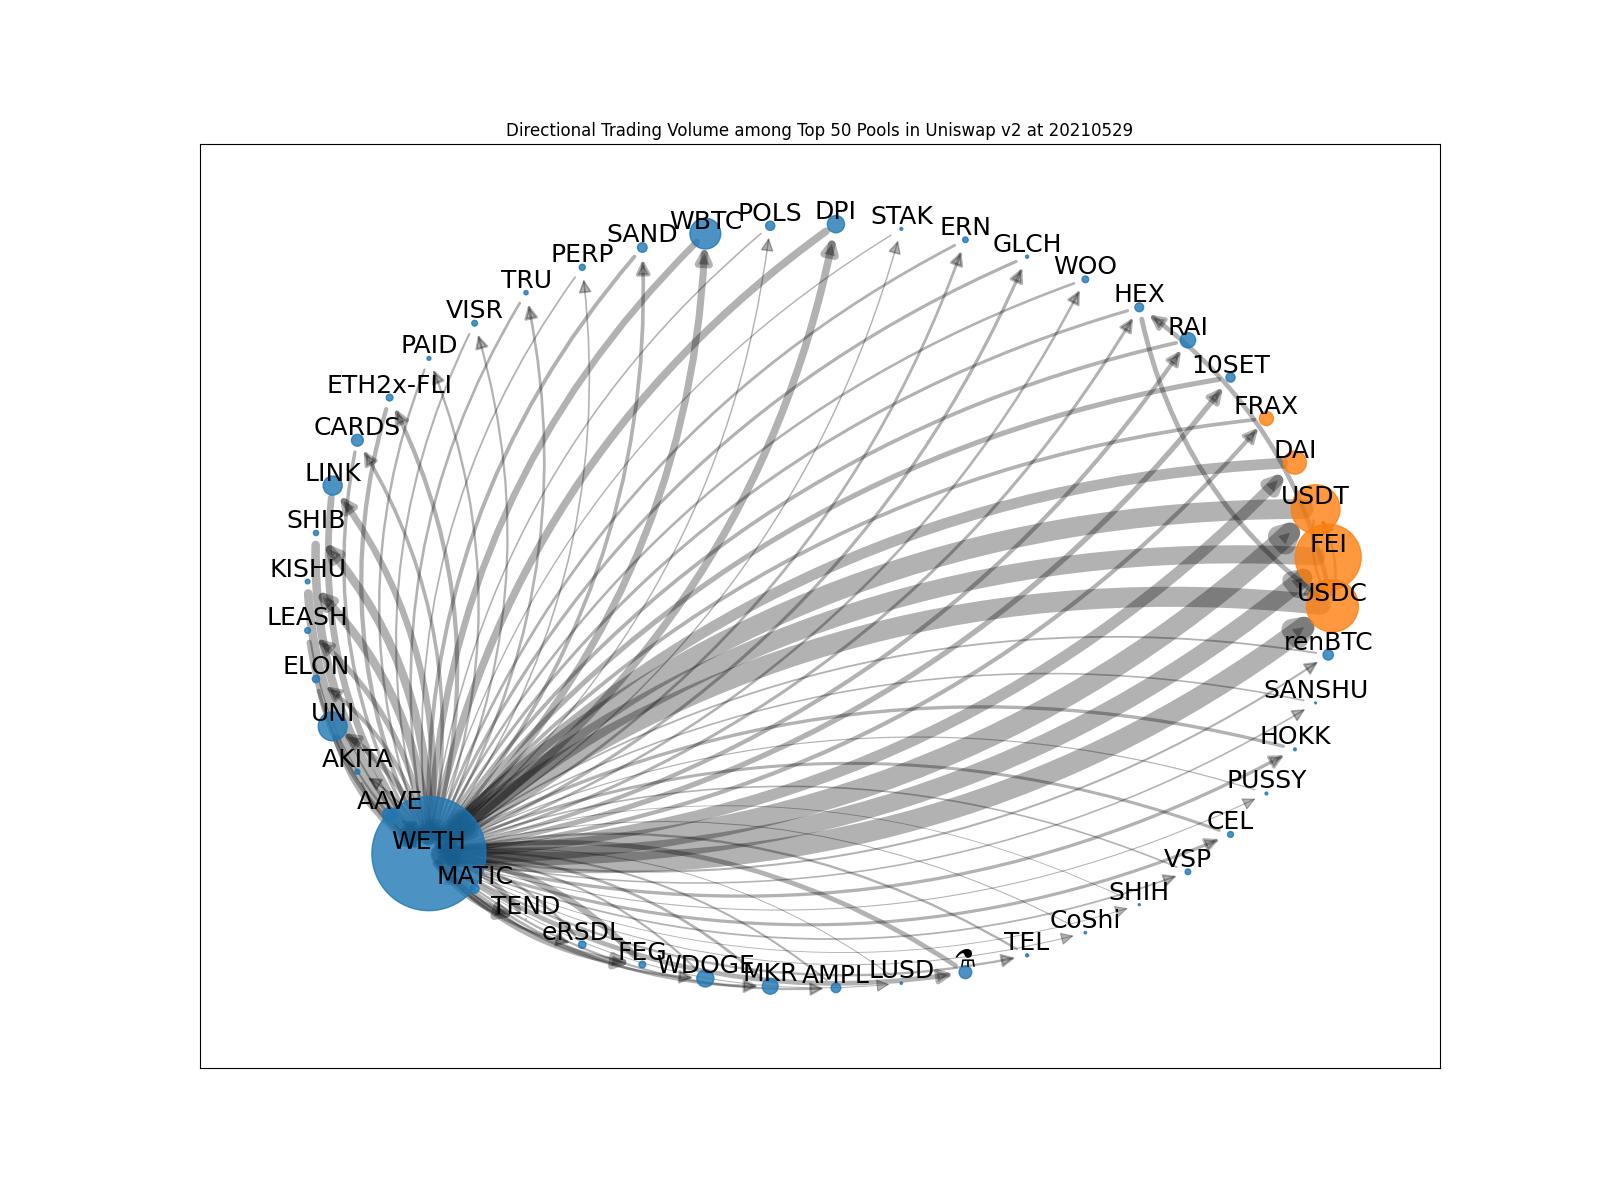 Directional Trading Volume among Top 50 Pools in Uniswap v2 at 20210529
WBTC
POLS
DPI
STAK
ERN
GLCH
WOO
HEX
RAI
10SET
FRAX
DAI
USDT
FEI
USDC
renBTC
SANSHU
HOKK
PUSSY
CEL
VSP
SHIH
CoShi
TEL
⚗
LUSD
AMPL
MKR
WDOGE
FEG
eRSDL
TEND
MATIC
WETH
AAVE
AKITA
UNI
ELON
LEASH
KISHU
SHIB
LINK
CARDS
ETH2x-FLI
PAID
VISR
TRU
PERP
SAND